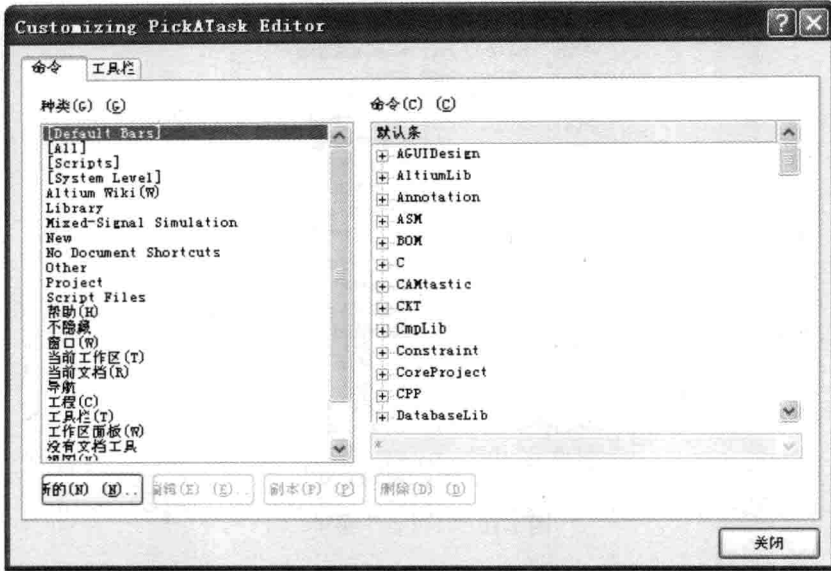 Customizing PickATask Editor
命令 工具栏
种类(G) (G)
[Default Bars]
[All]
[Scripts]
[System Level]
Altium Wiki(W)
Library
Mixed-Signal Simulation
New
No Document Shortcuts
Other
Project
Script Files
帮助(H)
不隐藏
窗口(W)
当前工作区(T)
当前文档(R)
导航
工程(C)
工具栏(T)
工作区面板(W)
没有文档工具
命令(C) (C)
默认条
AGUIDesign
AltiumLib
Annotation
ASM
BOM
C
CAMtastic
CKT
CmpLib
Constraint
CoreProject
CPP
DatabaseLib
*
新的(N) (N)... 编辑(E) (E)... 副本(P) (P) 删除(D) (D)
关闭